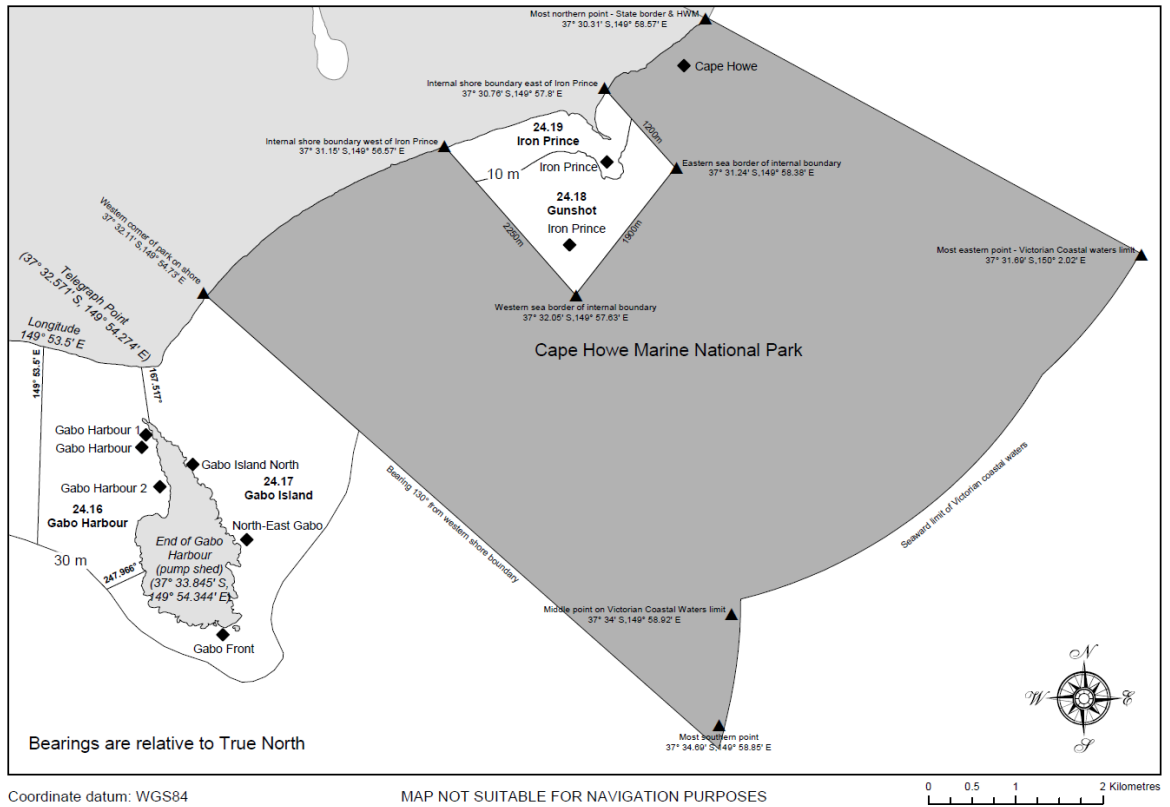 Most northern point - State border & HWM
37° 30.31' S,149° 58.57' E
Cape Howe
Internal shore boundary east of Iron Prince
37° 30.76' S,149° 57.8' E
24.19
Iron Prince
1200m
Internal shore boundary west of Iron Prince
37° 31.15' S,149° 56.57' E
Iron Prince
Eastern sea border of internal boundary
37° 31.24' S,149° 58.38' E
10 m
24.18
Gunshot
Iron Prince
2250m
1900m
Western corner of park on shore
37° 32.11' S,149° 54.73' E
Most eastern point - Victorian Coastal waters limit
37° 31.69' S,150° 2.02' E
Telegraph Point
(37° 32.571' S, 149° 54.274' E)
Western sea border of internal boundary
37° 32.05' S,149° 57.63' E
Longitude
149° 53.5' E
Cape Howe Marine National Park
149° 53.5' E
167.517°
Gabo Harbour 1
Gabo Harbour
Gabo Island North
Gabo Harbour 2
24.17
Gabo Island
24.16
Gabo Harbour
North-East Gabo
Bearing 130° from western shore boundary
Seaward limit of Victorian coastal waters
End of Gabo
Harbour
(pump shed)
(37° 33.845' S,
149° 54.344' E)
30 m
247.966°
Middle point on Victorian Coastal Waters limit
37° 34' S,149° 58.92' E
Gabo Front
N
W
E
S
Most southern point
37° 34.69' S,149° 58.85' E
Bearings are relative to True North
Coordinate datum: WGS84
MAP NOT SUITABLE FOR NAVIGATION PURPOSES
0 0.5 1 2 Kilometres